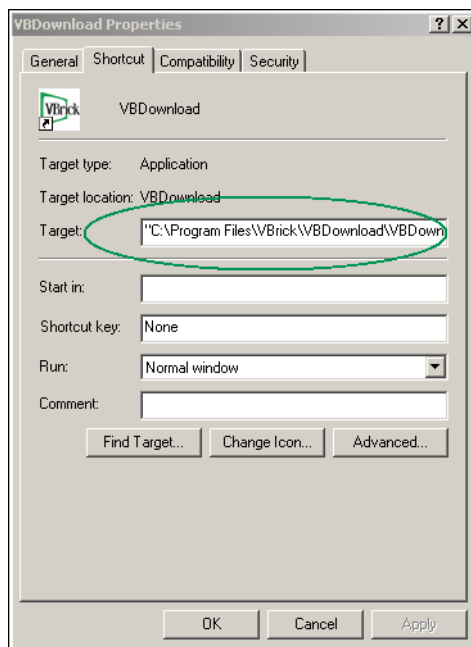 VBDownload Properties
General Shortcut Compatibility Security
VBrick
VBDownload
Target type: Application
Target location: VBDownload
Target: "C:\Program Files\VBrick\VBDownload\VBDown
Start in:
Shortcut key: None
Run: Normal window
Comment:
Find Target... Change Icon... Advanced...
OK Cancel Apply